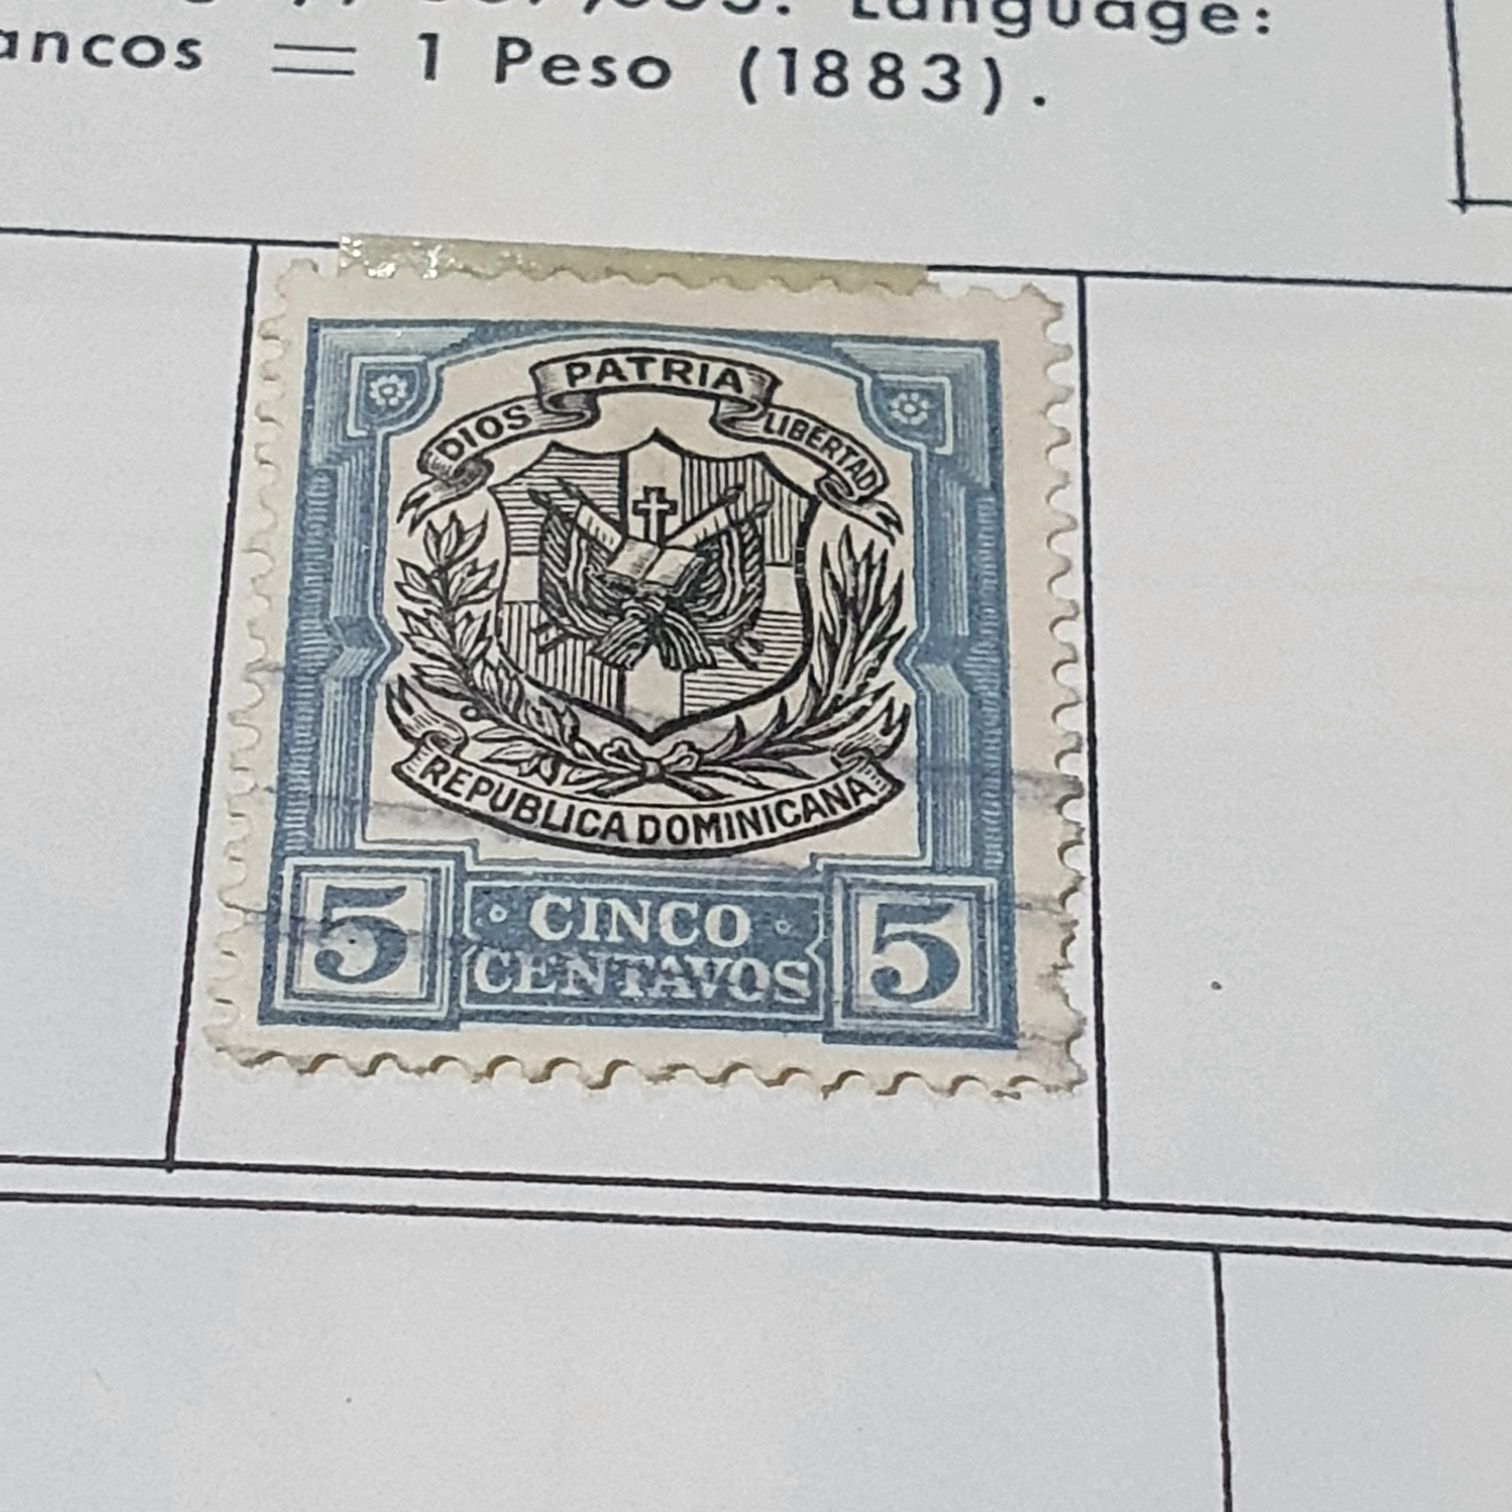 Language:
ancos = 1 Peso (1883).
PATRIA
DIOS
LIBERTAD
REPUBLICA DOMINICANA
5
CINCO
CENTAVOS
5